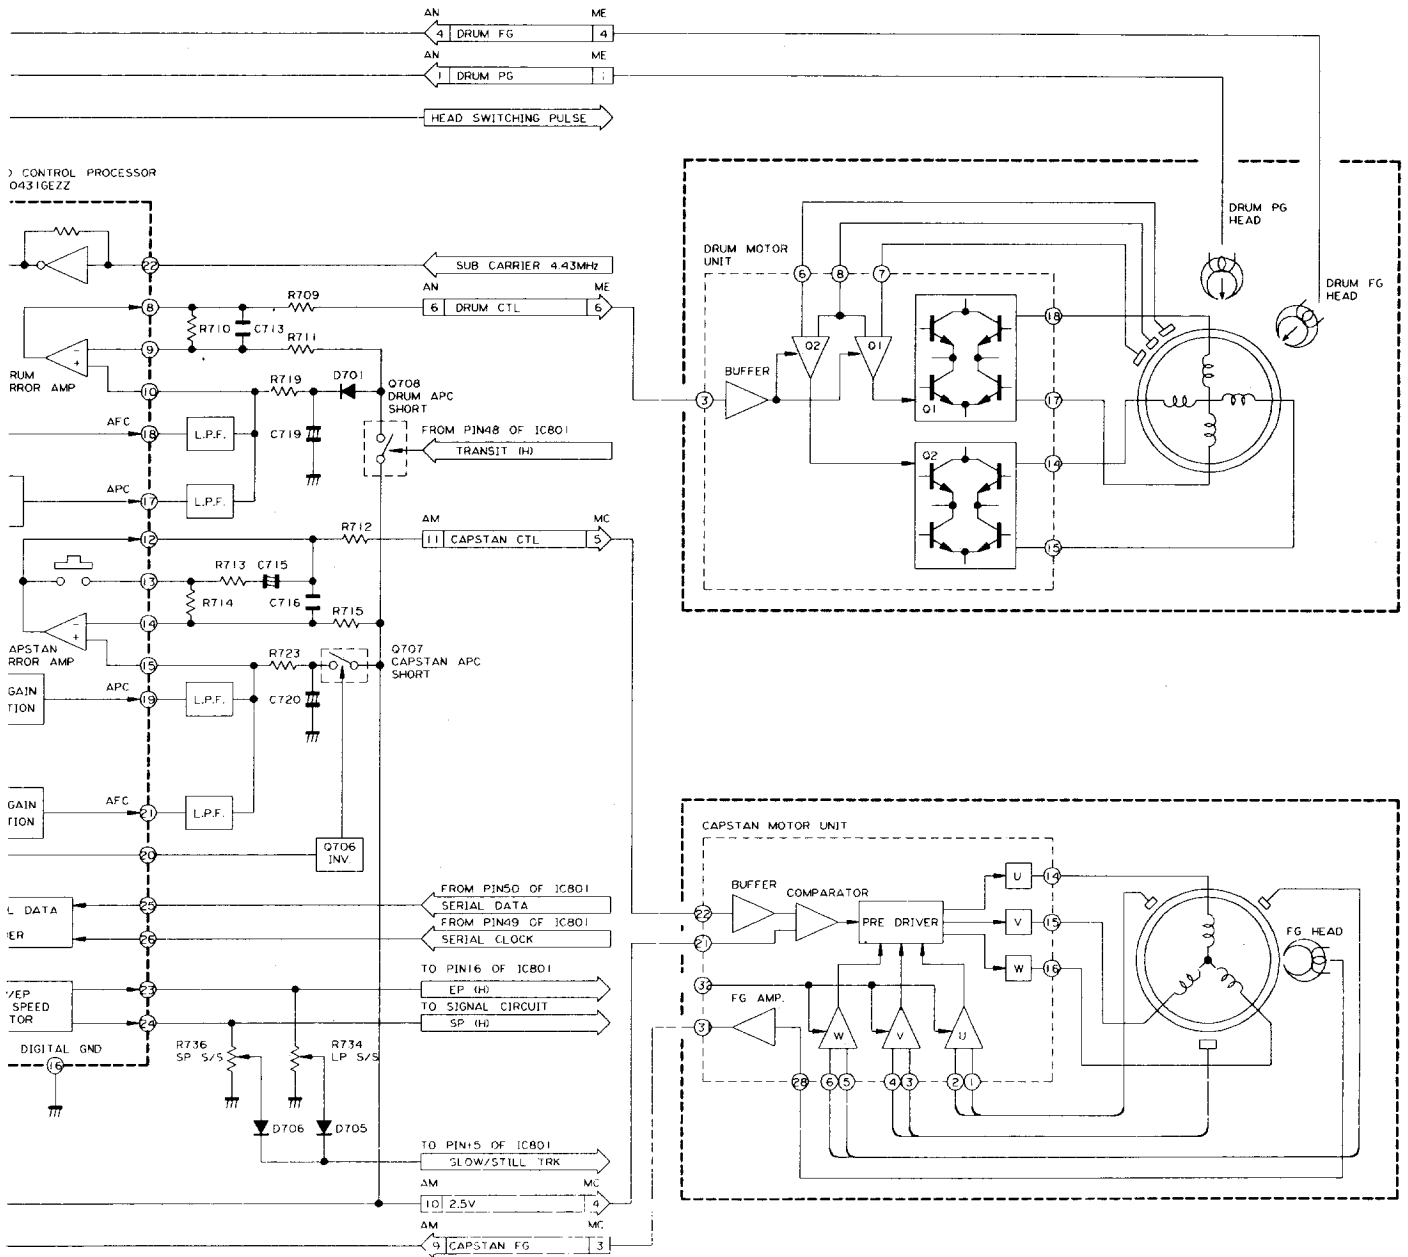 AN ME
4 DRUM FG 4
AN ME
1 DRUM PG 1
HEAD SWITCHING PULSE
CONTROL PROCESSOR
0431GEZZ
22
SUB CARRIER 4.43MHz
AN ME
8 R709 6 DRUM CTL 6
R710 C713
9 R711
RUM
RROR AMP
10 R719 D701
Q708
DRUM APC
SHORT
AFC 18 L.P.F. C719
FROM PIN48 OF IC801
TRANSIT (H)
APC 17 L.P.F.
AM MC
12 R712 11 CAPSTAN CTL 5
13 R713 C715
R714 C716
14 R715
APSTAN
RROR AMP
15 R723
Q707
CAPSTAN APC
SHORT
GAIN
TION
APC 19 L.P.F. C720
GAIN
TION
AFC 21 L.P.F.
20 Q706
INV.
FROM PIN50 OF IC801
25 SERIAL DATA
L DATA
DER
FROM PIN49 OF IC801
26 SERIAL CLOCK
TO PIN16 OF IC801
23 EP (H)
/EP
SPEED
TOR
TO SIGNAL CIRCUIT
24 SP (H)
DIGITAL GND
16
R736
SP S/S
R734
LP S/S
D706 D705
TO PIN15 OF IC801
SLOW/STILL TRK
AM MC
10 2.5V 4
AM MC
9 CAPSTAN FG 3
DRUM PG
HEAD
DRUM FG
HEAD
DRUM MOTOR
UNIT
6 8 7
Q2 Q1
18
BUFFER
3
Q1
17
Q2
14
15
CAPSTAN MOTOR UNIT
BUFFER
COMPARATOR
U 14
22
PRE DRIVER
V 15
21
W 16
FG HEAD
32
FG AMP.
W V U
28 6 5 4 3 2 1